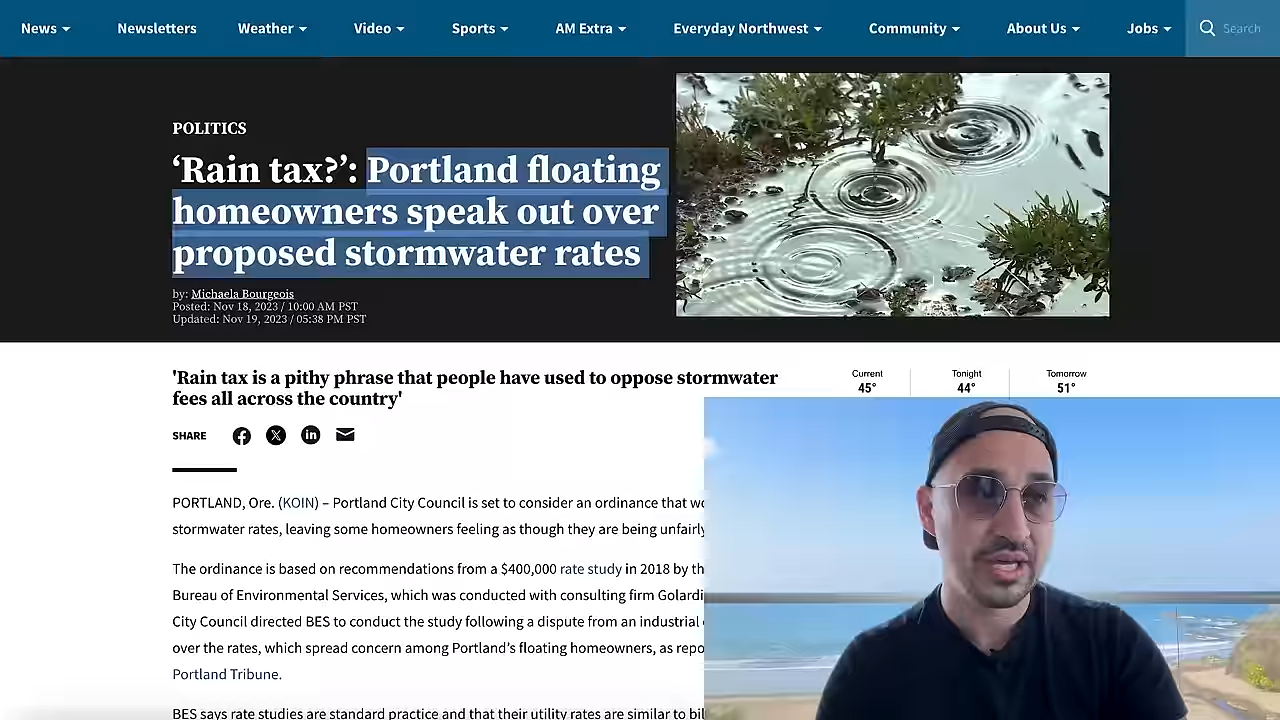 News Newsletters Weather Video Sports AM Extra Everyday Northwest Community About Us Jobs Search
POLITICS
‘Rain tax?’: Portland floating
homeowners speak out over
proposed stormwater rates
by: Michaela Bourgeois
Posted: Nov 18, 2023 / 10:00 AM PST
Updated: Nov 19, 2023 / 05:38 PM PST
'Rain tax is a pithy phrase that people have used to oppose stormwater
fees all across the country'
Current Tonight Tomorrow
45° 44° 51°
SHARE
PORTLAND, Ore. (KOIN) – Portland City Council is set to consider an ordinance that
stormwater rates, leaving some homeowners feeling as though they are being unfairly
The ordinance is based on recommendations from a $400,000 rate study in 2018 by
Bureau of Environmental Services, which was conducted with consulting firm
City Council directed BES to conduct the study following a dispute from an industrial
over the rates, which spread concern among Portland’s floating homeowners, as
Portland Tribune.
BES says rate studies are standard practice and that their utility rates are similar to